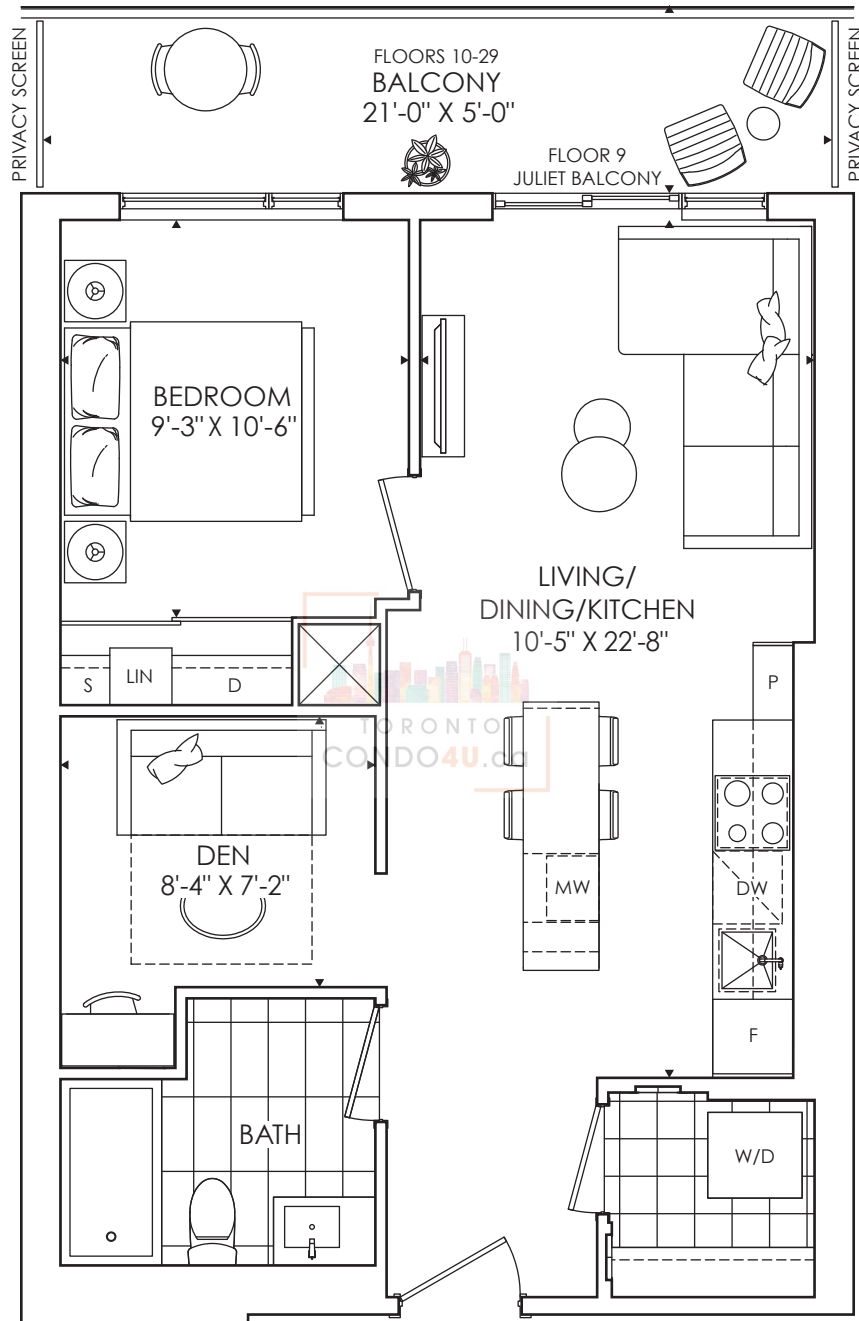 PRIVACY SCREEN
FLOORS 10-29
BALCONY
21'-0" X 5'-0"
PRIVACY SCREEN
FLOOR 9
JULIET BALCONY
BEDROOM
9'-3" X 10'-6"
LIVING/
DINING/KITCHEN
10'-5" X 22'-8"
S
LIN
D
P
TORONTO
CONDO4U.ca
DEN
8'-4" X 7'-2"
MW
DW
F
BATH
W/D